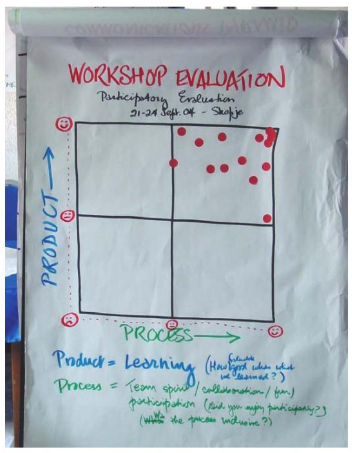 WORKSHOP EVALUATION
Participatory Evaluation
21-24 Sept. 04 - Skopje
PRODUCT
PROCESS
Product = Learning (How good was what
we learned?)
Process = Team spirit / collaboration / fun /
participation (Did you enjoy participating?)
(Was the process inclusive?)